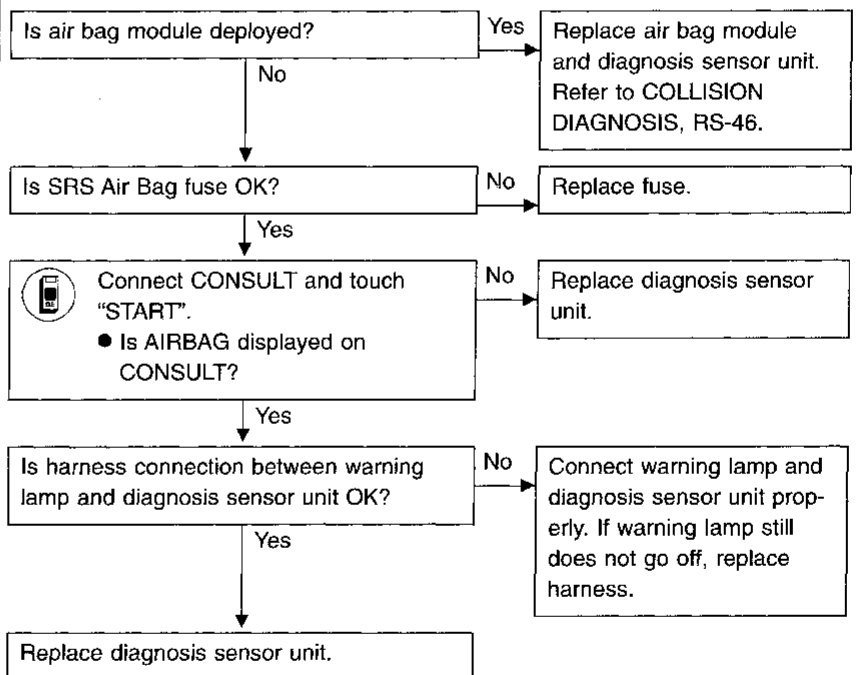 Is air bag module deployed?
Yes
Replace air bag module
and diagnosis sensor unit.
Refer to COLLISION
DIAGNOSIS, RS-46.
No
Is SRS Air Bag fuse OK?
No
Replace fuse.
Yes
Connect CONSULT and touch
“START”.
● Is AIRBAG displayed on
CONSULT?
No
Replace diagnosis sensor
unit.
Yes
Is harness connection between warning
lamp and diagnosis sensor unit OK?
No
Connect warning lamp and
diagnosis sensor unit prop-
erly. If warning lamp still
does not go off, replace
harness.
Yes
Replace diagnosis sensor unit.